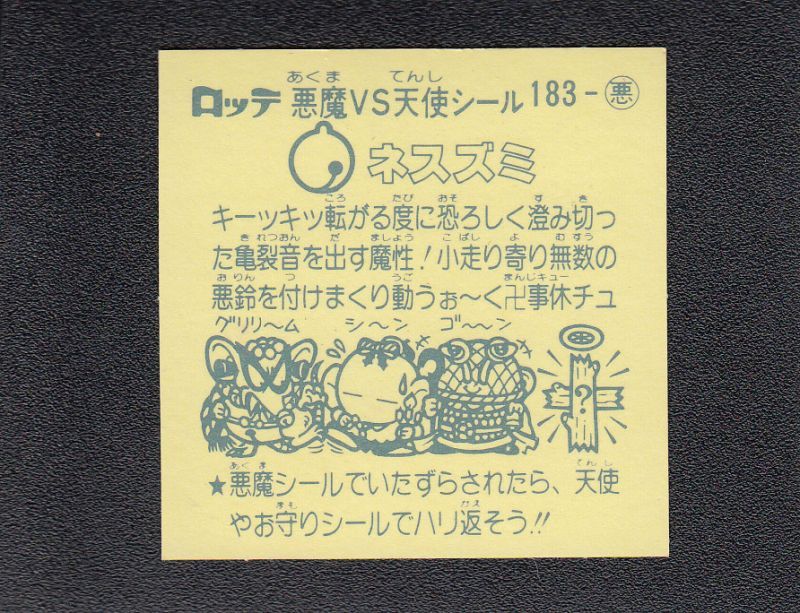 ロッテ 悪魔VS天使シール 183-悪
ネスズミ
キーッキッ転がる度に恐ろしく澄み切っ
た亀裂音を出す魔性!小走り寄り無数の
悪鈴を付けまくり動うぉ〜く卍事休チュ
グリリ〜ム シ〜ン ゴ〜〜ン
?
★悪魔シールでいたずらされたら、天使
やお守りシールでハリ返そう!!